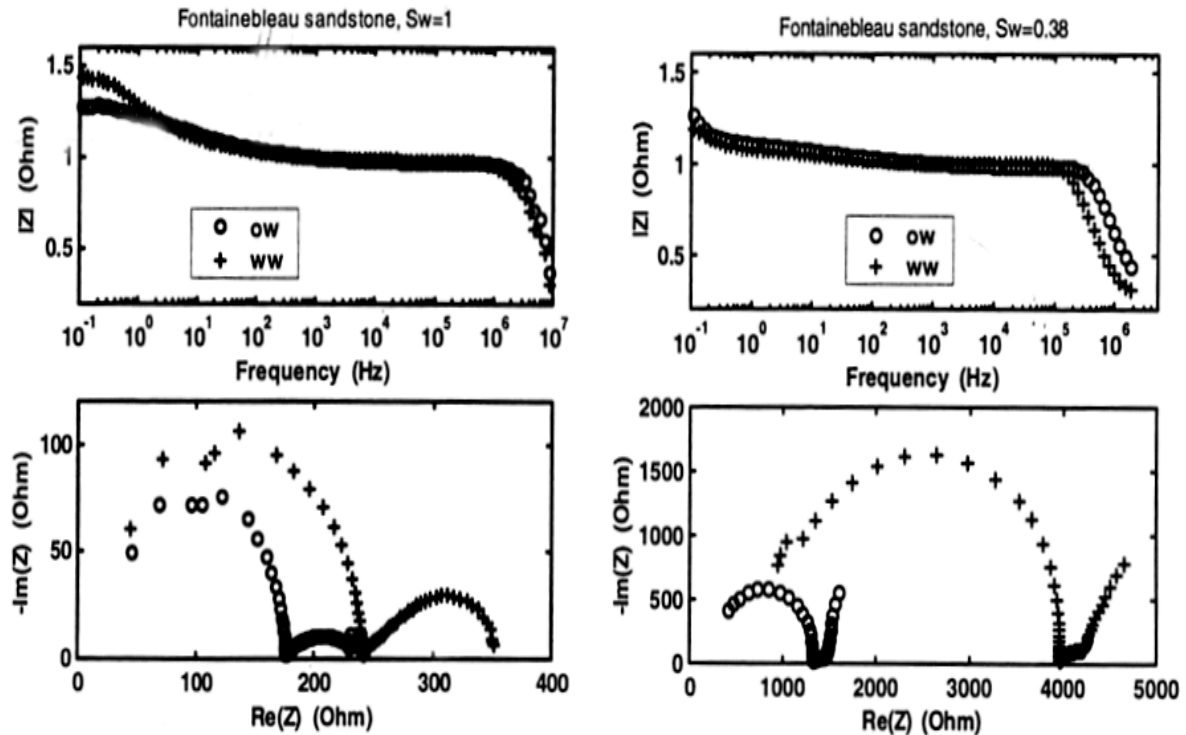 Fontainebleau sandstone, Sw=1
1.5
1
0.5
|Z| (Ohm)
o ow
+ ww
10^-1 10^0 10^1 10^2 10^3 10^4 10^5 10^6 10^7
Frequency (Hz)
Fontainebleau sandstone, Sw=0.38
1.5
1
0.5
|Z| (Ohm)
o ow
+ ww
10^-1 10^0 10^1 10^2 10^3 10^4 10^5 10^6
Frequency (Hz)
100
50
0
-Im(Z) (Ohm)
0 100 200 300 400
Re(Z) (Ohm)
2000
1500
1000
500
0
-Im(Z) (Ohm)
0 1000 2000 3000 4000 5000
Re(Z) (Ohm)